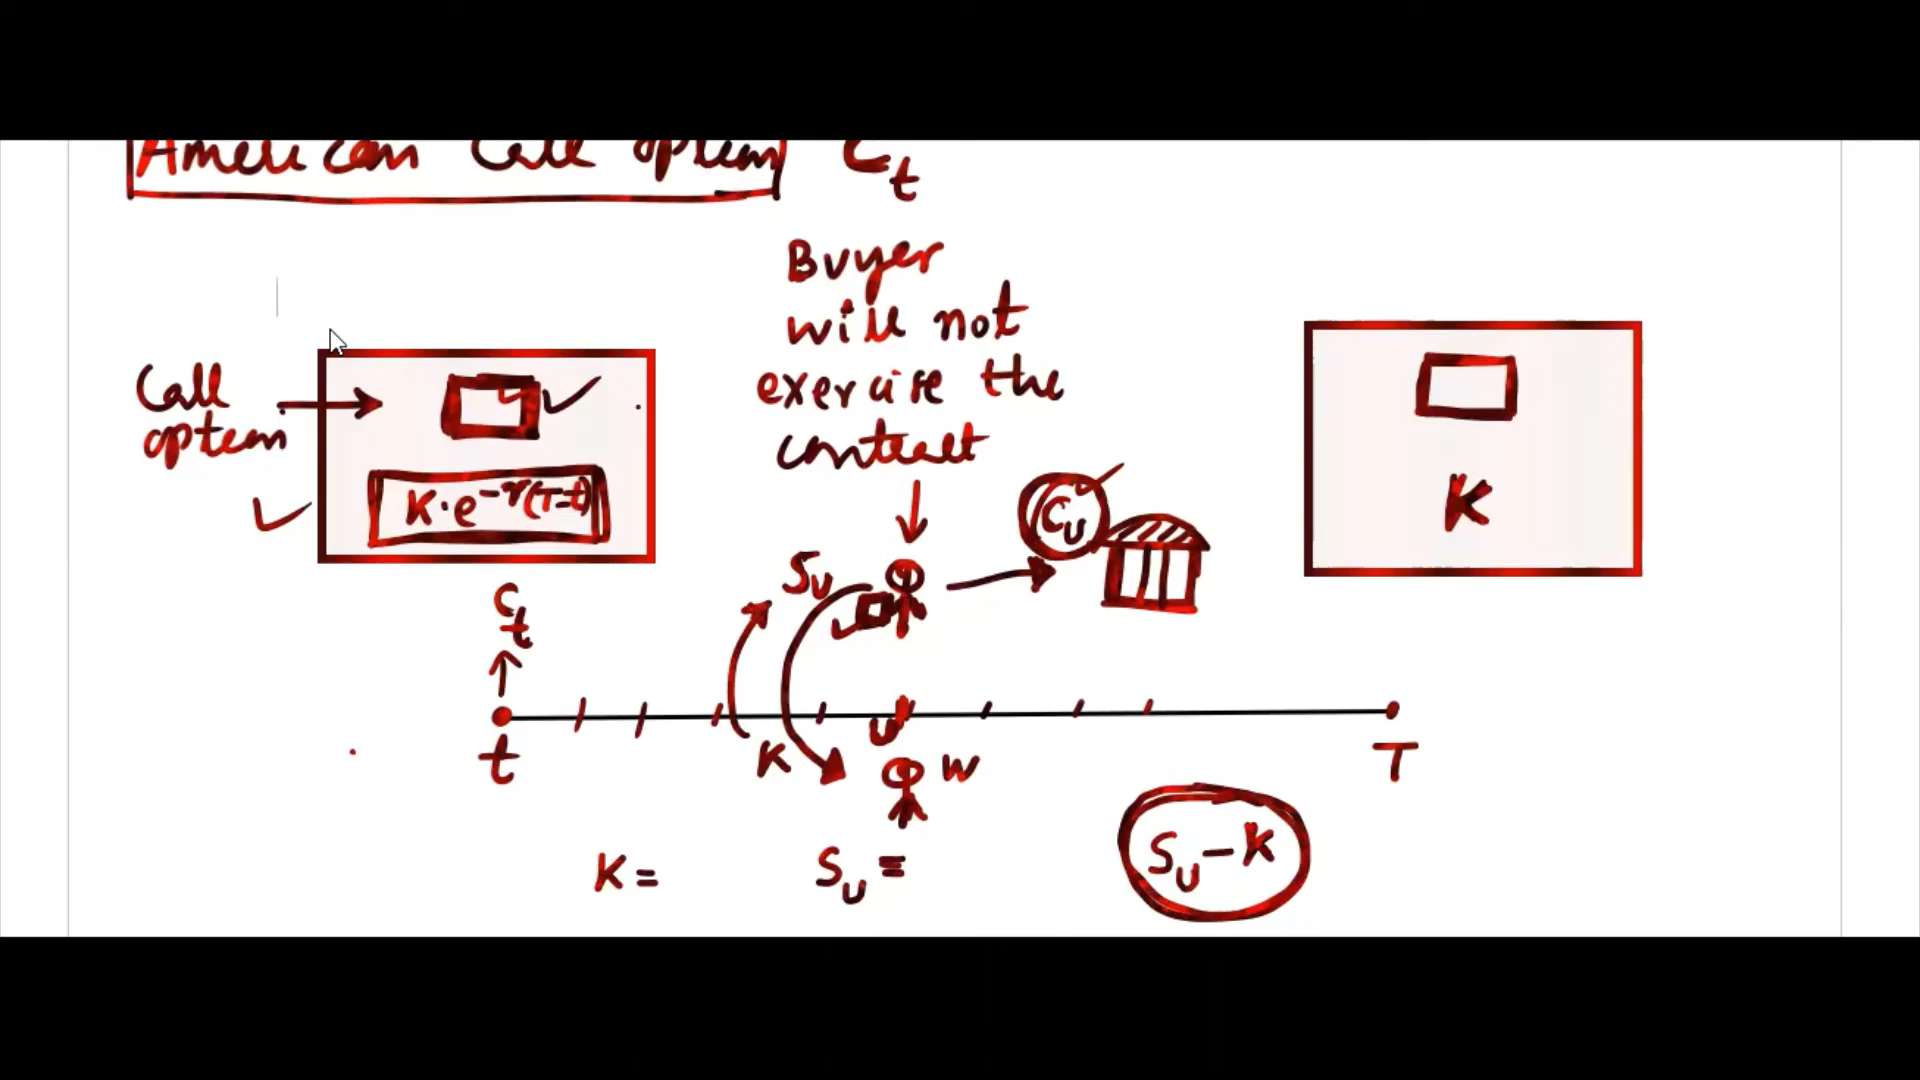 American Call option C_t
Buyer
will not
exercise the
contract
Call
option
K·e^-r(T-t)
K
C_u
S_u
C_t
t
K
u
W
T
K =
S_u =
S_u - K